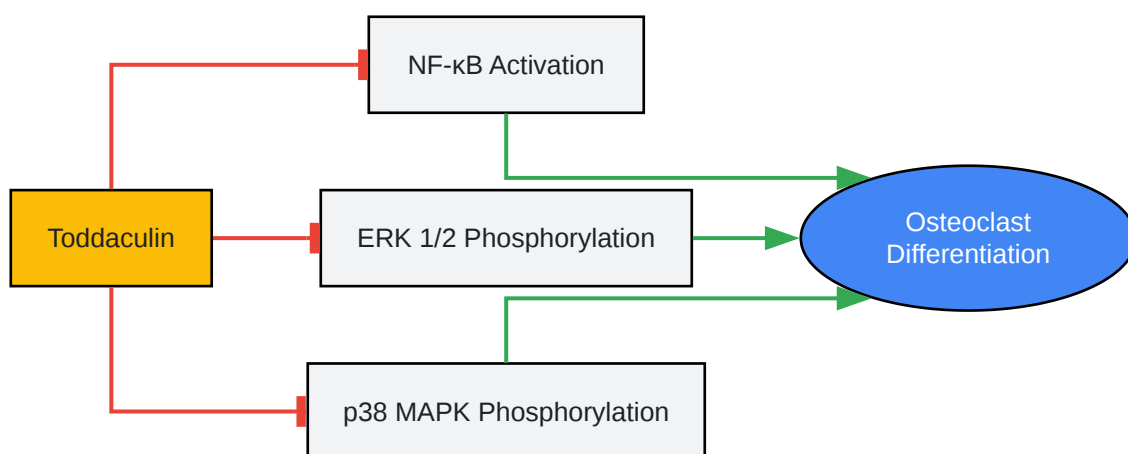 NF-κB Activation
Toddaculin
ERK 1/2 Phosphorylation
Osteoclast
Differentiation
p38 MAPK Phosphorylation